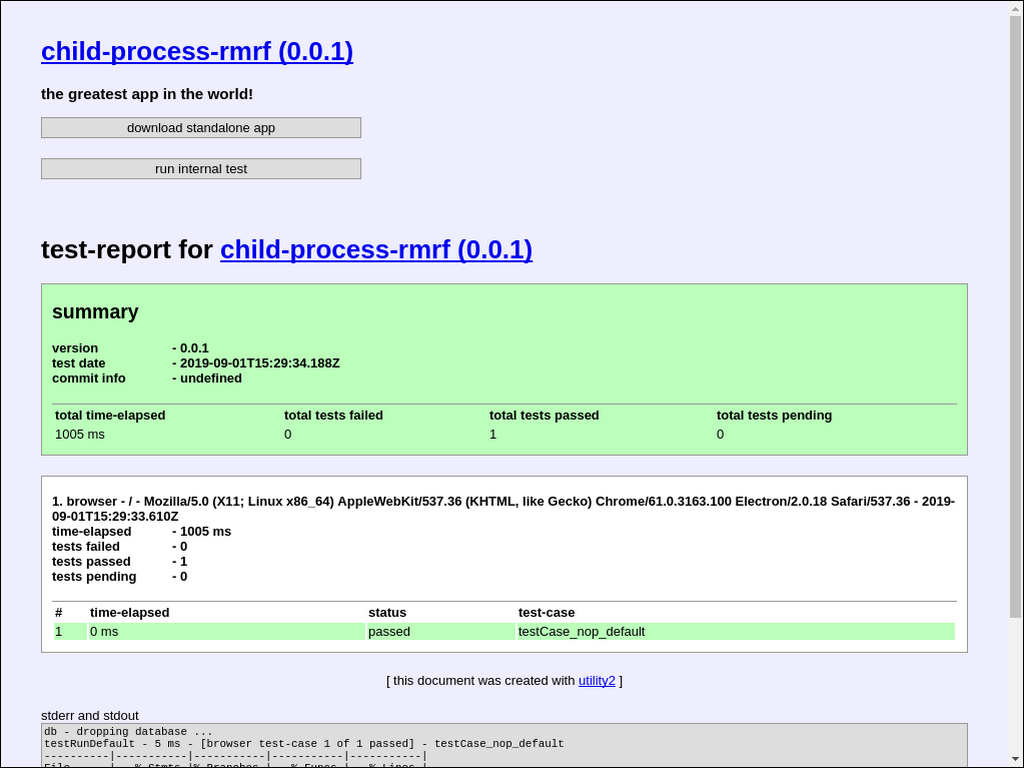 child-process-rmrf (0.0.1)
the greatest app in the world!
download standalone app
run internal test
test-report for child-process-rmrf (0.0.1)
summary
version - 0.0.1
test date - 2019-09-01T15:29:34.188Z
commit info - undefined
total time-elapsed total tests failed total tests passed total tests pending
1005 ms 0 1 0
1. browser - / - Mozilla/5.0 (X11; Linux x86_64) AppleWebKit/537.36 (KHTML, like Gecko) Chrome/61.0.3163.100 Electron/2.0.18 Safari/537.36 - 2019-
09-01T15:29:33.610Z
time-elapsed - 1005 ms
tests failed - 0
tests passed - 1
tests pending - 0
# time-elapsed status test-case
1 0 ms passed testCase_nop_default
[ this document was created with utility2 ]
stderr and stdout
db - dropping database ...
testRunDefault - 5 ms - [browser test-case 1 of 1 passed] - testCase_nop_default
----------|-----------|-----------|-----------|-----------|
File | % Stmts |% Branches | % Funcs | % Lines |